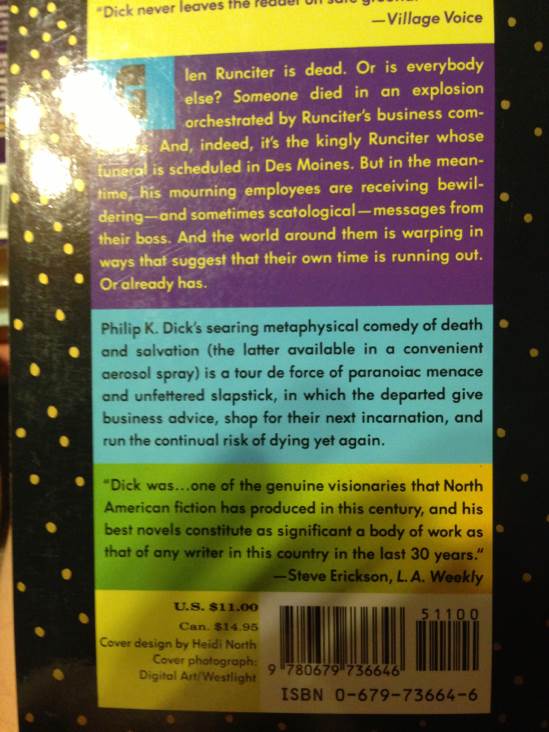 "Dick never leaves the reader on safe ground."
—Village Voice
Glen Runciter is dead. Or is everybody
else? Someone died in an explosion
orchestrated by Runciter's business com-
And, indeed, it's the kingly Runciter whose
funeral is scheduled in Des Moines. But in the mean-
time, his mourning employees are receiving bewil-
dering—and sometimes scatological—messages from
their boss. And the world around them is warping in
ways that suggest that their own time is running out.
Or already has.
Philip K. Dick's searing metaphysical comedy of death
and salvation (the latter available in a convenient
aerosol spray) is a tour de force of paranoiac menace
and unfettered slapstick, in which the departed give
business advice, shop for their next incarnation, and
run the continual risk of dying yet again.
"Dick was...one of the genuine visionaries that North
American fiction has produced in this century, and his
best novels constitute as significant a body of work as
that of any writer in this country in the last 30 years."
—Steve Erickson, L.A. Weekly
U.S. $11.00
Can. $14.95
Cover design by Heidi North
Cover photograph:
Digital Art/Westlight
51100
9 780679 736646
ISBN 0-679-73664-6